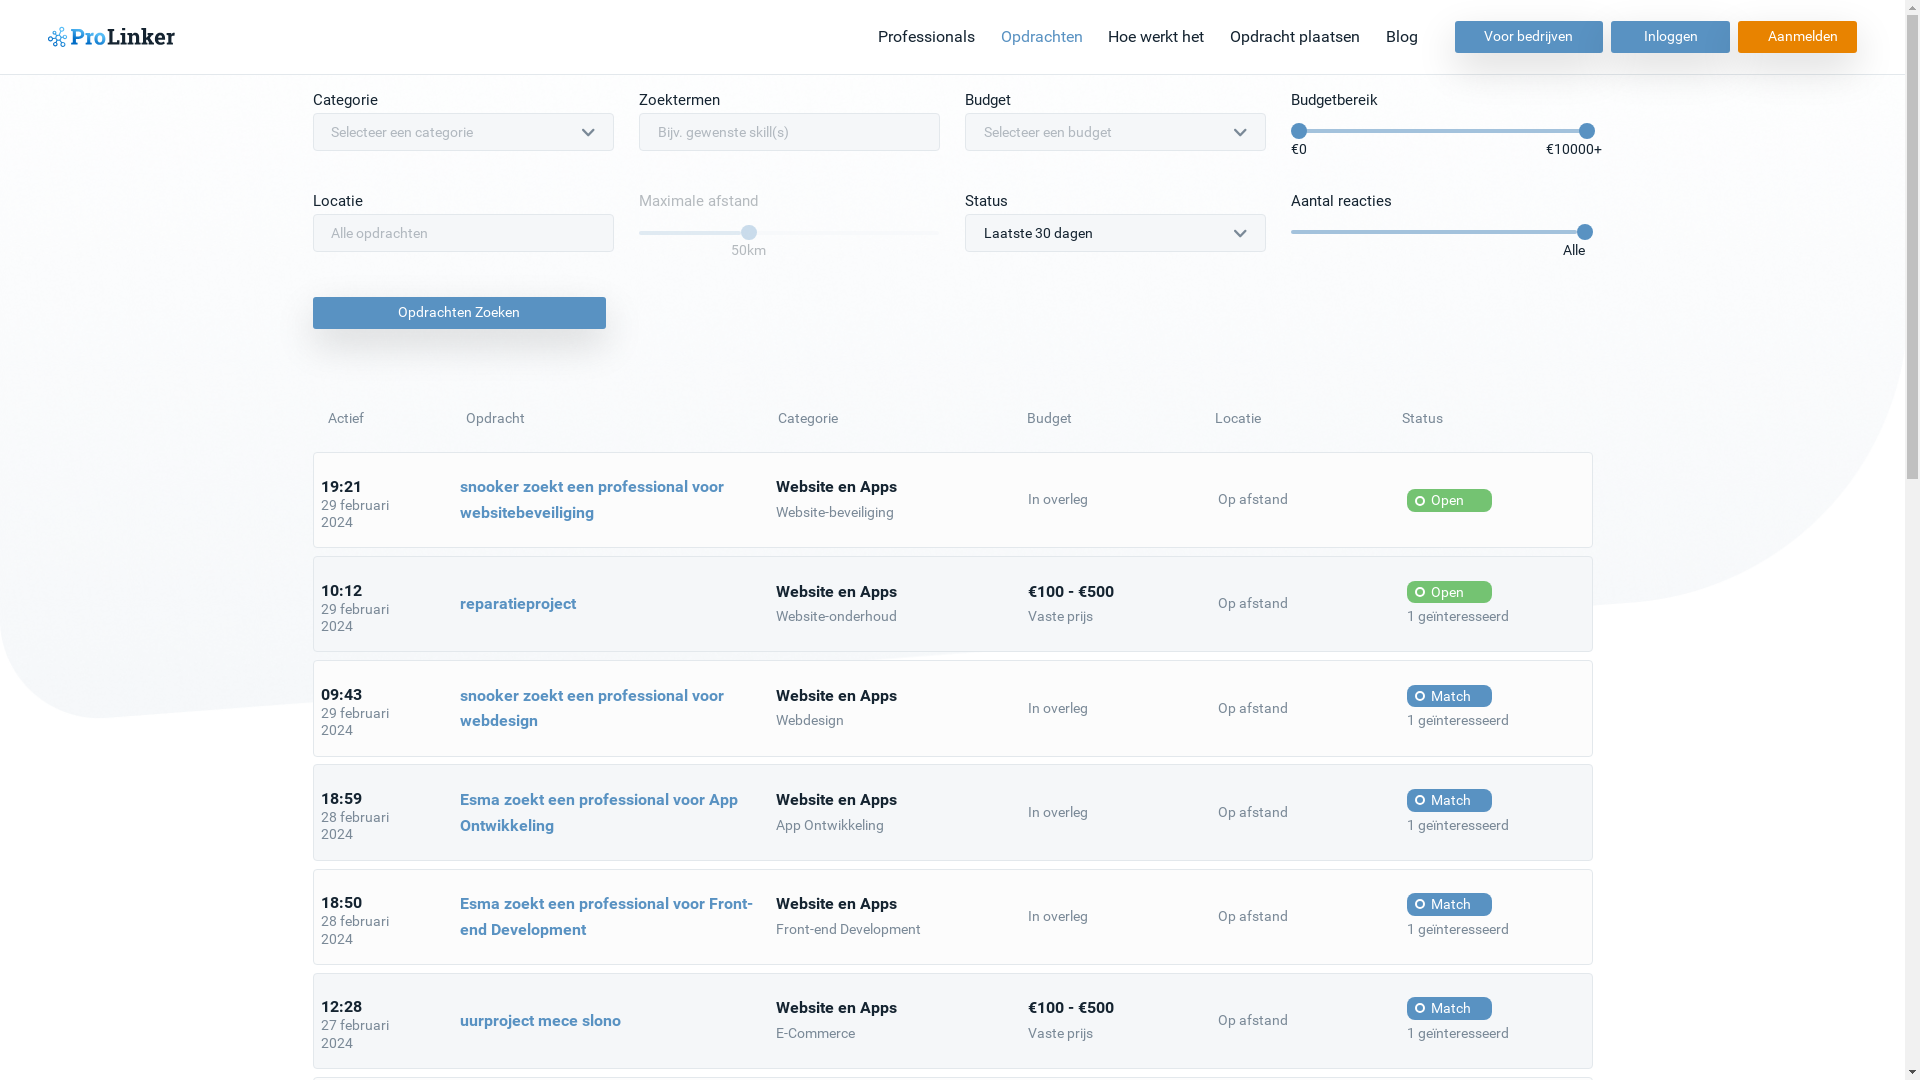 ProLinker
Professionals Opdrachten Hoe werkt het Opdracht plaatsen Blog Voor bedrijven Inloggen Aanmelden
Categorie Zoektermen Budget Budgetbereik
Selecteer een categorie Bijv. gewenste skill(s) Selecteer een budget
€0 €10000+
Locatie Maximale afstand Status Aantal reacties
Alle opdrachten Laatste 30 dagen
50km Alle
Opdrachten Zoeken
Actief Opdracht Categorie Budget Locatie Status
19:21
29 februari
2024
snooker zoekt een professional voor
websitebeveiliging
Website en Apps
Website-beveiliging
In overleg
Op afstand
Open
10:12
29 februari
2024
reparatieproject
Website en Apps
Website-onderhoud
€100 - €500
Vaste prijs
Op afstand
Open
1 geïnteresseerd
09:43
29 februari
2024
snooker zoekt een professional voor
webdesign
Website en Apps
Webdesign
In overleg
Op afstand
Match
1 geïnteresseerd
18:59
28 februari
2024
Esma zoekt een professional voor App
Ontwikkeling
Website en Apps
App Ontwikkeling
In overleg
Op afstand
Match
1 geïnteresseerd
18:50
28 februari
2024
Esma zoekt een professional voor Front-
end Development
Website en Apps
Front-end Development
In overleg
Op afstand
Match
1 geïnteresseerd
12:28
27 februari
2024
uurproject mece slono
Website en Apps
E-Commerce
€100 - €500
Vaste prijs
Op afstand
Match
1 geïnteresseerd